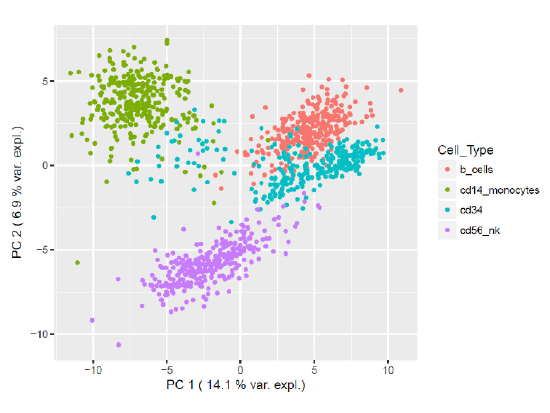 5
0
−5
−10
PC 2 ( 6.9 % var. expl.)
−10
−5
0
5
10
PC 1 ( 14.1 % var. expl.)
Cell_Type
b_cells
cd14_monocytes
cd34
cd56_nk